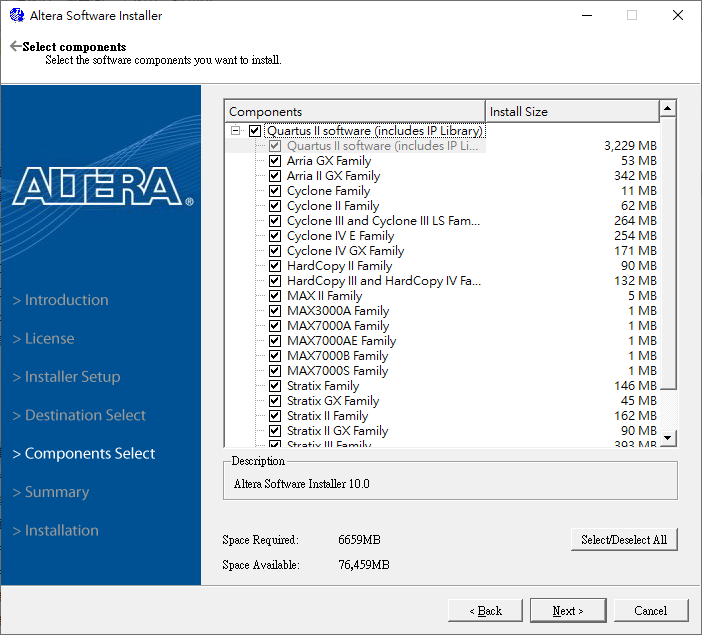 Altera Software Installer
Select components
Select the software components you want to install.
ALTERA®
> Introduction
> License
> Installer Setup
> Destination Select
> Components Select
> Summary
> Installation
Components Install Size
Quartus II software (includes IP Library)
Quartus II software (includes IP Li... 3,229 MB
Arria GX Family 53 MB
Arria II GX Family 342 MB
Cyclone Family 11 MB
Cyclone II Family 62 MB
Cyclone III and Cyclone III LS Fam... 264 MB
Cyclone IV E Family 254 MB
Cyclone IV GX Family 171 MB
HardCopy II Family 90 MB
HardCopy III and HardCopy IV Fa... 132 MB
MAX II Family 5 MB
MAX3000A Family 1 MB
MAX7000A Family 1 MB
MAX7000AE Family 1 MB
MAX7000B Family 1 MB
MAX7000S Family 1 MB
Stratix Family 146 MB
Stratix GX Family 45 MB
Stratix II Family 162 MB
Stratix II GX Family 90 MB
Stratix III Family 393 MB
Description
Altera Software Installer 10.0
Space Required: 6659MB
Select/Deselect All
Space Available: 76,459MB
< Back Next > Cancel